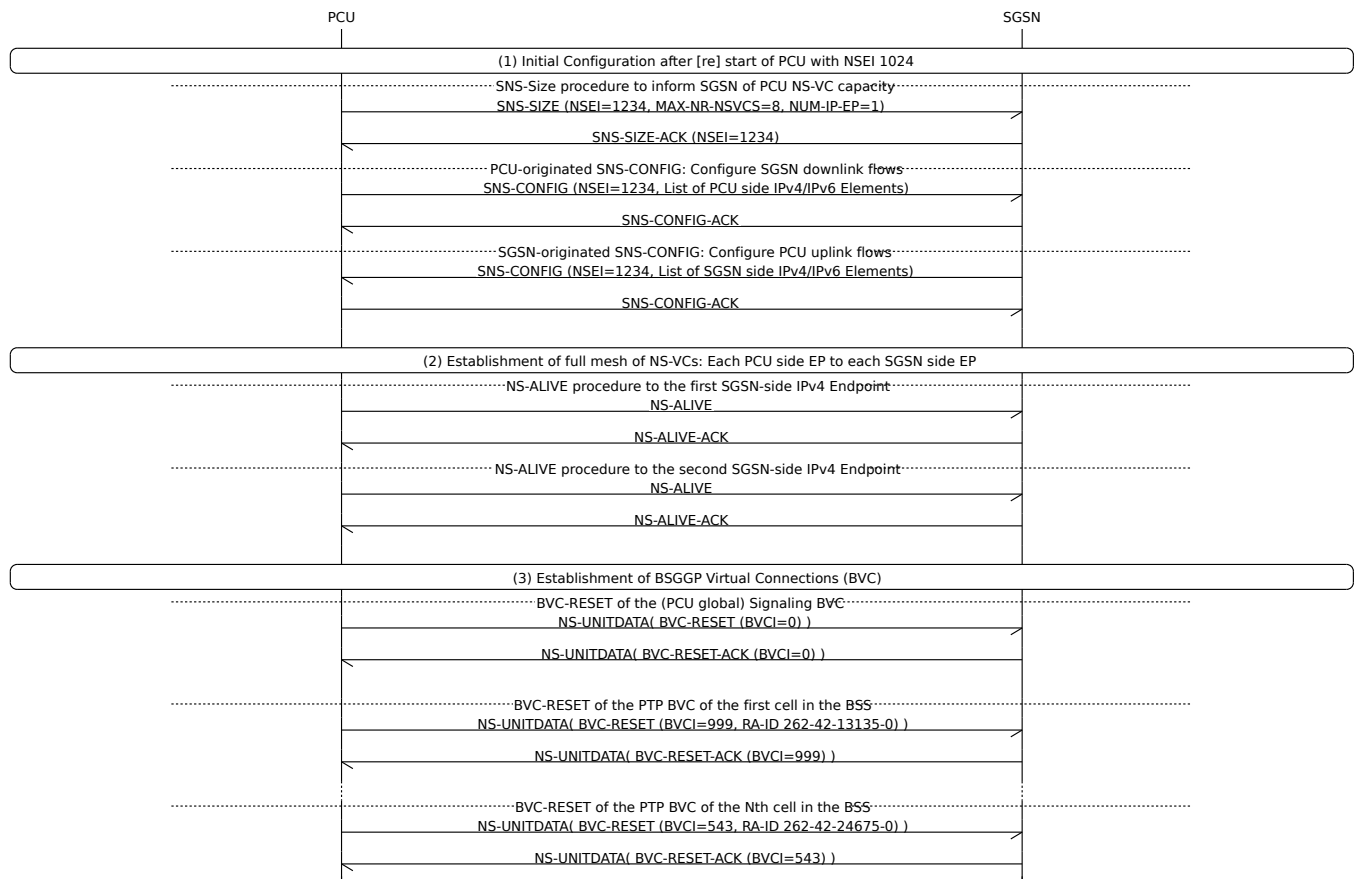 PCU
SGSN
(1) Initial Configuration after [re] start of PCU with NSEI 1024
SNS-Size procedure to inform SGSN of PCU NS-VC capacity
SNS-SIZE (NSEI=1234, MAX-NR-NSVCS=8, NUM-IP-EP=1)
SNS-SIZE-ACK (NSEI=1234)
PCU-originated SNS-CONFIG: Configure SGSN downlink flows
SNS-CONFIG (NSEI=1234, List of PCU side IPv4/IPv6 Elements)
SNS-CONFIG-ACK
SGSN-originated SNS-CONFIG: Configure PCU uplink flows
SNS-CONFIG (NSEI=1234, List of SGSN side IPv4/IPv6 Elements)
SNS-CONFIG-ACK
(2) Establishment of full mesh of NS-VCs: Each PCU side EP to each SGSN side EP
NS-ALIVE procedure to the first SGSN-side IPv4 Endpoint
NS-ALIVE
NS-ALIVE-ACK
NS-ALIVE procedure to the second SGSN-side IPv4 Endpoint
NS-ALIVE
NS-ALIVE-ACK
(3) Establishment of BSGGP Virtual Connections (BVC)
BVC-RESET of the (PCU global) Signaling BVC
NS-UNITDATA( BVC-RESET (BVCI=0) )
NS-UNITDATA( BVC-RESET-ACK (BVCI=0) )
BVC-RESET of the PTP BVC of the first cell in the BSS
NS-UNITDATA( BVC-RESET (BVCI=999, RA-ID 262-42-13135-0) )
NS-UNITDATA( BVC-RESET-ACK (BVCI=999) )
BVC-RESET of the PTP BVC of the Nth cell in the BSS
NS-UNITDATA( BVC-RESET (BVCI=543, RA-ID 262-42-24675-0) )
NS-UNITDATA( BVC-RESET-ACK (BVCI=543) )